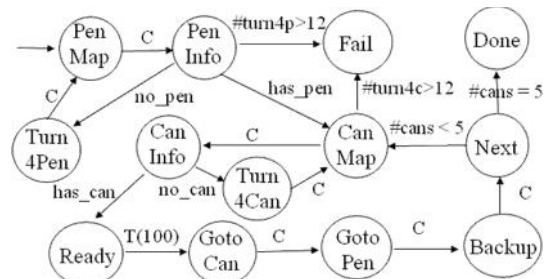 Pen
Map
C
Pen
Info
#turn4p>12
Fail
Done
C
no_pen
has_pen
#turn4c>12
#cans = 5
Turn
4Pen
Can
Info
C
Can
Map
#cans < 5
Next
has_can
no_can
Turn
4Can
C
C
Ready
T(100)
Goto
Can
C
Goto
Pen
C
Backup